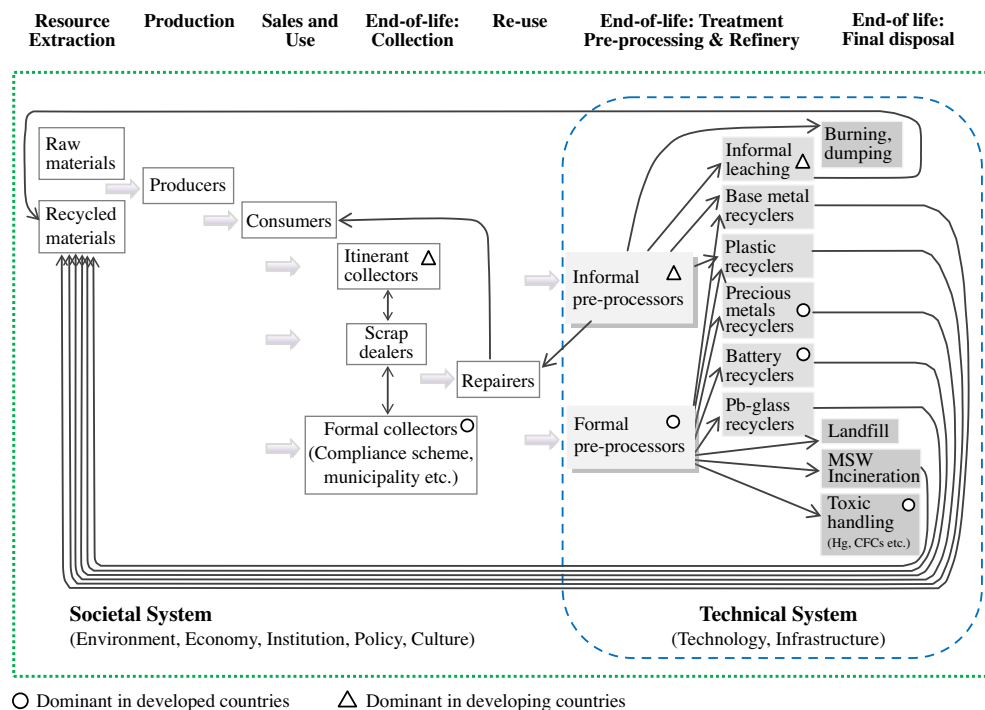 Resource
Extraction
Production
Sales and
Use
End-of-life:
Collection
Re-use
End-of-life: Treatment
Pre-processing & Refinery
End-of life:
Final disposal
Raw
materials
Recycled
materials
Producers
Consumers
Itinerant
collectors
Scrap
dealers
Formal collectors
(Compliance scheme,
municipality etc.)
Repairers
Informal
pre-processors
Formal
pre-processors
Informal
leaching
Base metal
recyclers
Plastic
recyclers
Precious
metals
recyclers
Battery
recyclers
Pb-glass
recyclers
Burning,
dumping
Landfill
MSW
Incineration
Toxic
handling
(Hg, CFCs etc.)
Societal System
(Environment, Economy, Institution, Policy, Culture)
Technical System
(Technology, Infrastructure)
Dominant in developed countries
Dominant in developing countries